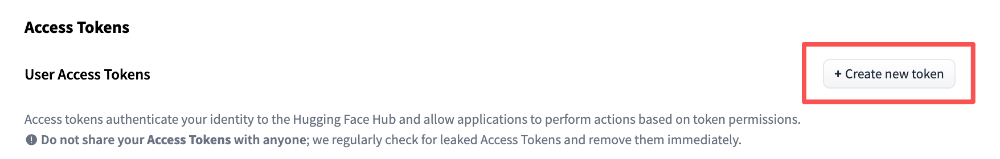 Access Tokens
User Access Tokens
+ Create new token
Access tokens authenticate your identity to the Hugging Face Hub and allow applications to perform actions based on token permissions.
Do not share your Access Tokens with anyone; we regularly check for leaked Access Tokens and remove them immediately.